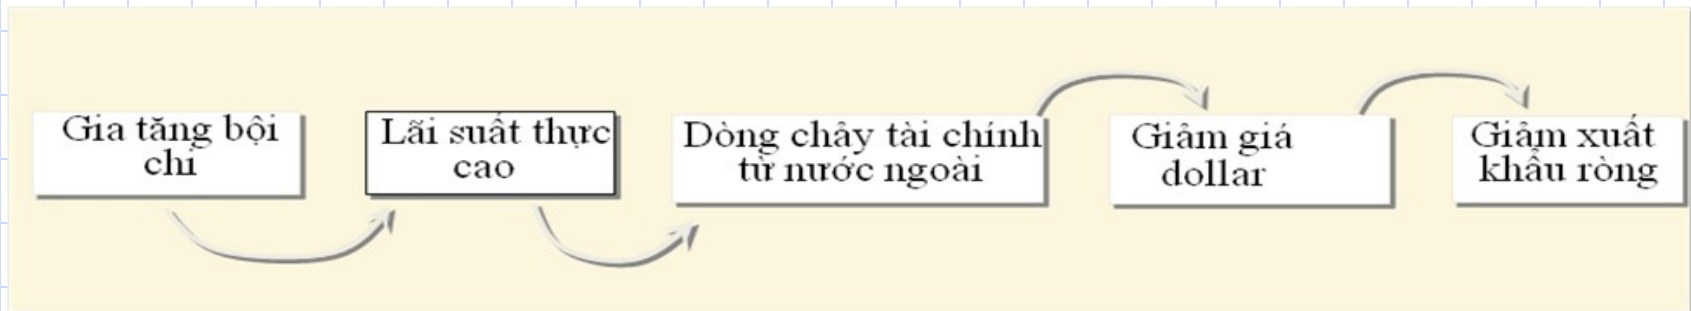 Gia tăng bội
chi
Lãi suất thực
cao
Dòng chảy tài chính
từ nước ngoài
Giảm giá
dollar
Giảm xuất
khẩu ròng